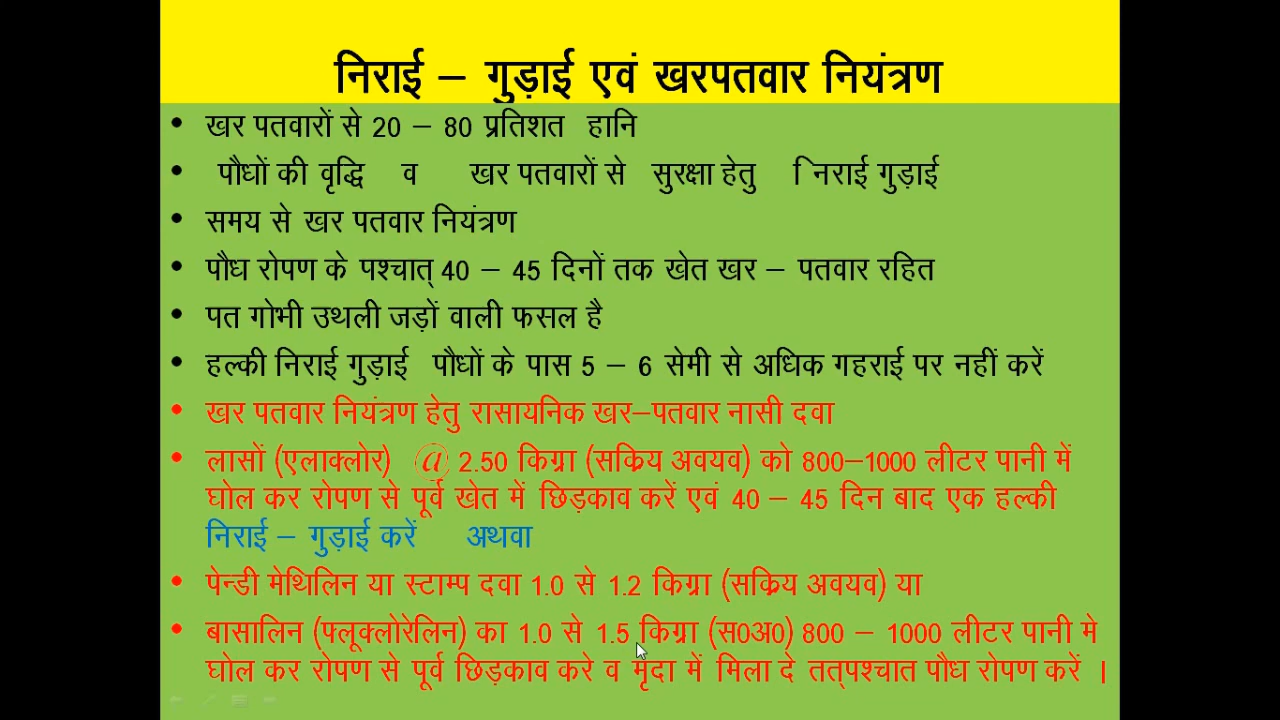 निराई – गुड़ाई एवं खरपतवार नियंत्रण
• खर पतवारों से 20 – 80 प्रतिशत हानि
• पौधों की वृद्धि व खर पतवारों से सुरक्षा हेतु निराई गुड़ाई
• समय से खर पतवार नियंत्रण
• पौध रोपण के पश्चात् 40 – 45 दिनों तक खेत खर – पतवार रहित
• पत गोभी उथली जड़ों वाली फसल है
• हल्की निराई गुड़ाई पौधों के पास 5 – 6 सेमी से अधिक गहराई पर नहीं करें
• खर पतवार नियंत्रण हेतु रासायनिक खर–पतवार नासी दवा
• लासों (एलाक्लोर) @ 2.50 किग्रा (सक्रिय अवयव) को 800–1000 लीटर पानी में
घोल कर रोपण से पूर्व खेत में छिड़काव करें एवं 40 – 45 दिन बाद एक हल्की
निराई – गुड़ाई करें अथवा
• पेन्डी मेथिलिन या स्टाम्प दवा 1.0 से 1.2 किग्रा (सक्रिय अवयव) या
• बासालिन (फ्लूक्लोरेलिन) का 1.0 से 1.5 किग्रा (स0अ0) 800 – 1000 लीटर पानी मे
घोल कर रोपण से पूर्व छिड़काव करे व मृदा में मिला दे तत्पश्चात पौध रोपण करें ।